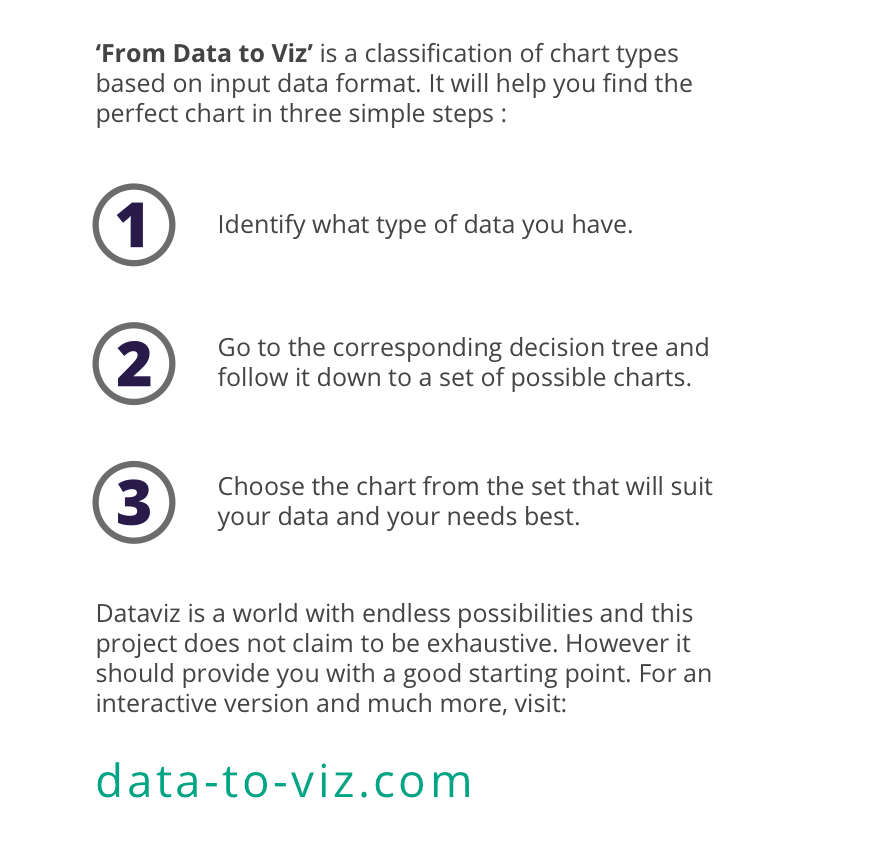 ‘From Data to Viz’ is a classification of chart types
based on input data format. It will help you find the
perfect chart in three simple steps :
1
Identify what type of data you have.
2
Go to the corresponding decision tree and
follow it down to a set of possible charts.
3
Choose the chart from the set that will suit
your data and your needs best.
Dataviz is a world with endless possibilities and this
project does not claim to be exhaustive. However it
should provide you with a good starting point. For an
interactive version and much more, visit:
data-to-viz.com